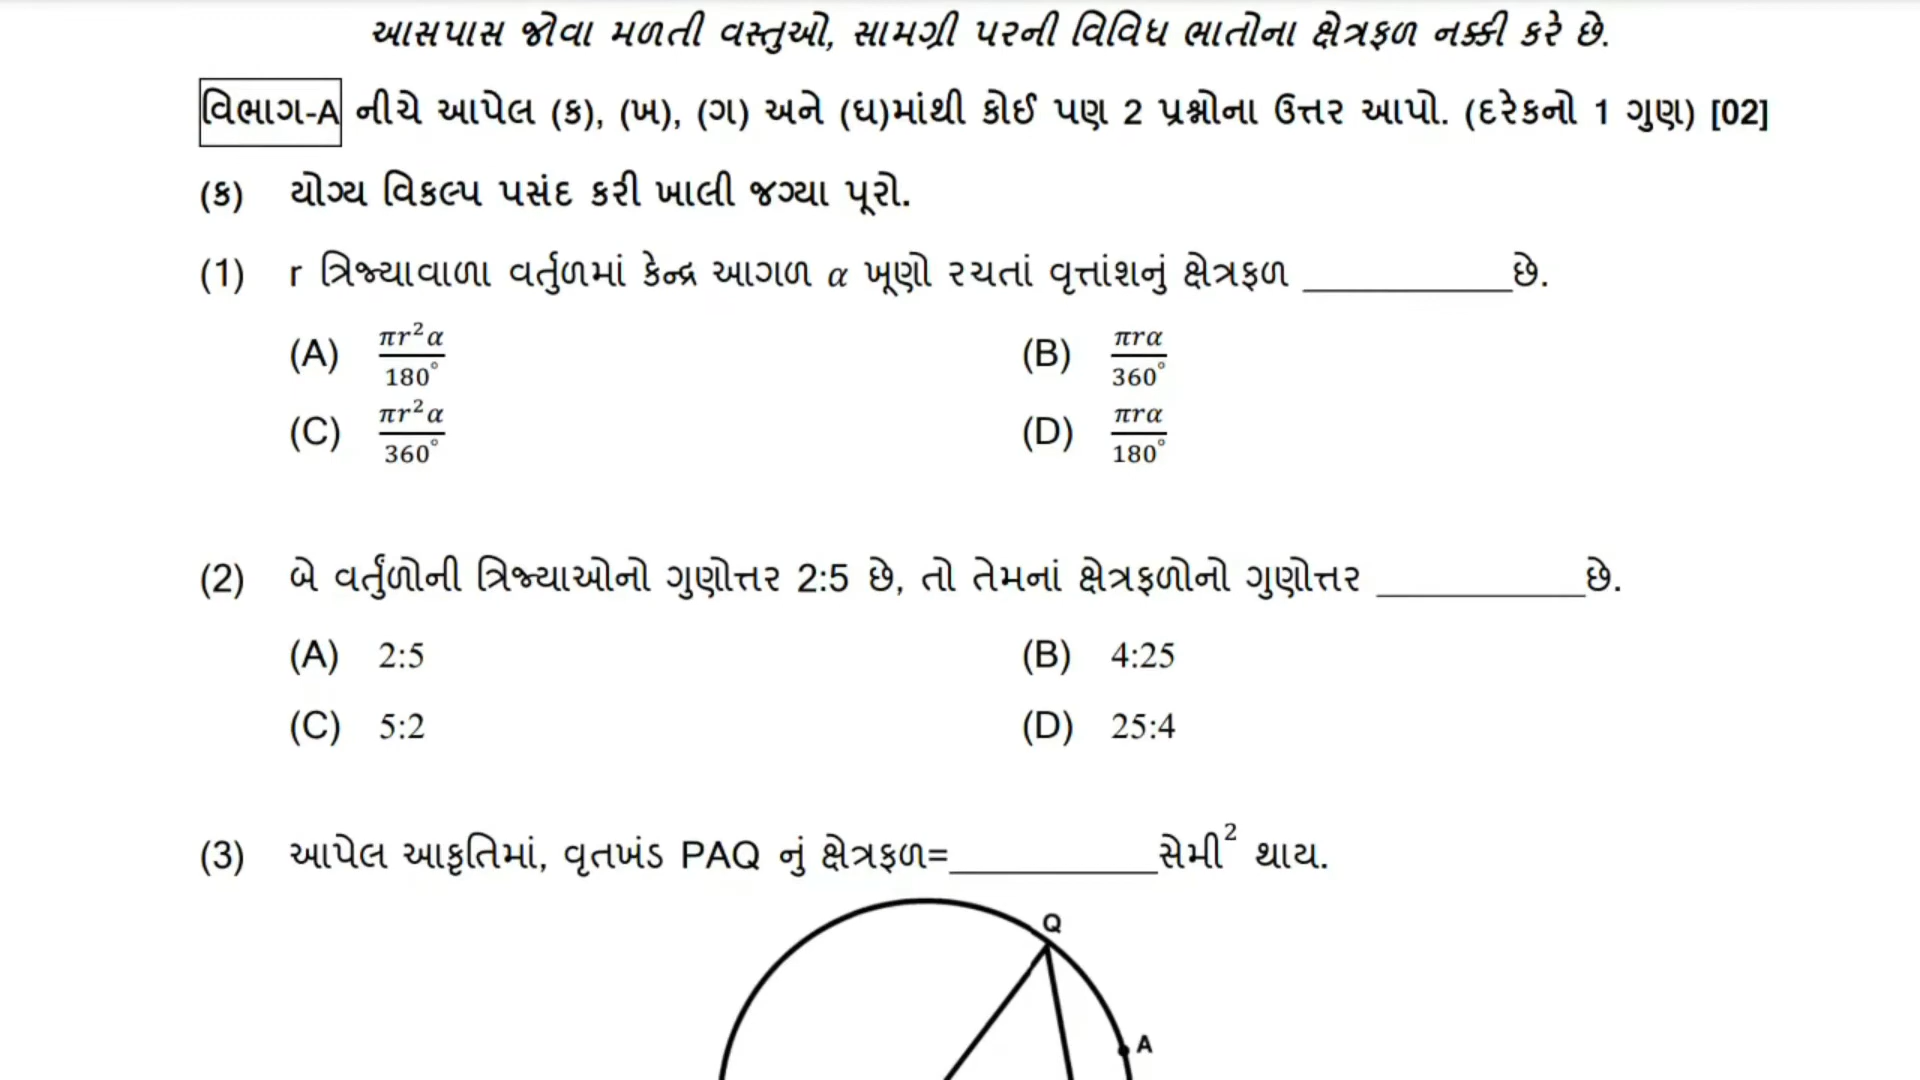 આસપાસ જોવા મળતી વસ્તુઓ, સામગ્રી પરની વિવિધ ભાતોના ક્ષેત્રફળ નક્કી કરે છે.
વિભાગ-A નીચે આપેલ (ક), (ખ), (ગ) અને (ઘ)માંથી કોઈ પણ 2 પ્રશ્નોના ઉત્તર આપો. (દરેકનો 1 ગુણ) [02]
(ક) યોગ્ય વિકલ્પ પસંદ કરી ખાલી જગ્યા પૂરો.
(1) r ત્રિજ્યાવાળા વર્તુળમાં કેન્દ્ર આગળ α ખૂણો રચતાં વૃત્તાંશનું ક્ષેત્રફળ __________છે.
(A) πr²α/180° (B) πrα/360°
(C) πr²α/360° (D) πrα/180°
(2) બે વર્તુંળોની ત્રિજ્યાઓનો ગુણોત્તર 2:5 છે, તો તેમનાં ક્ષેત્રફળોનો ગુણોત્તર __________છે.
(A) 2:5 (B) 4:25
(C) 5:2 (D) 25:4
(3) આપેલ આકૃતિમાં, વૃતખંડ PAQ નું ક્ષેત્રફળ=__________સેમી² થાય.
Q
A